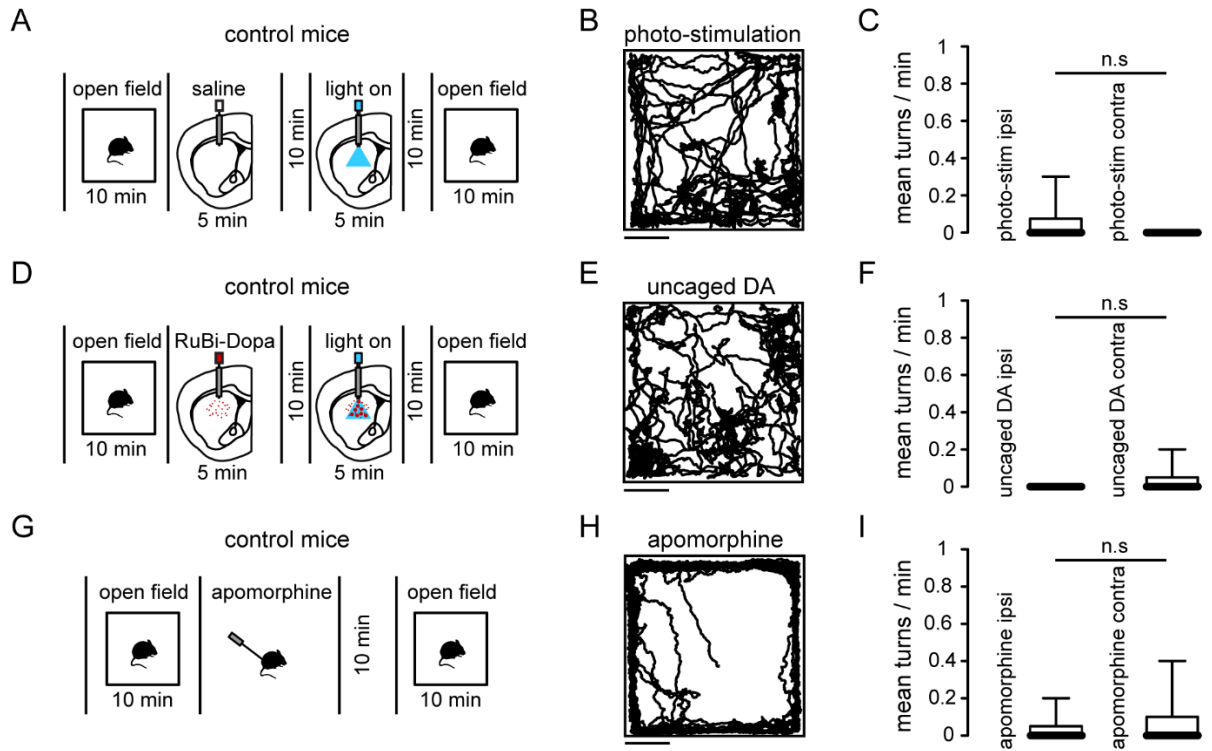 A
control mice
open field
saline
light on
open field
10 min
10 min
10 min
5 min
5 min
10 min
B
photo-stimulation
C
n.s
mean turns / min
1
0.8
0.6
0.4
0.2
0
photo-stim ipsi
photo-stim contra
D
control mice
open field
RuBi-Dopa
light on
open field
10 min
10 min
10 min
5 min
5 min
10 min
E
uncaged DA
F
n.s
mean turns / min
1
0.8
0.6
0.4
0.2
0
uncaged DA ipsi
uncaged DA contra
G
control mice
open field
apomorphine
open field
10 min
10 min
10 min
H
apomorphine
I
n.s
mean turns / min
1
0.8
0.6
0.4
0.2
0
apomorphine ipsi
apomorphine contra